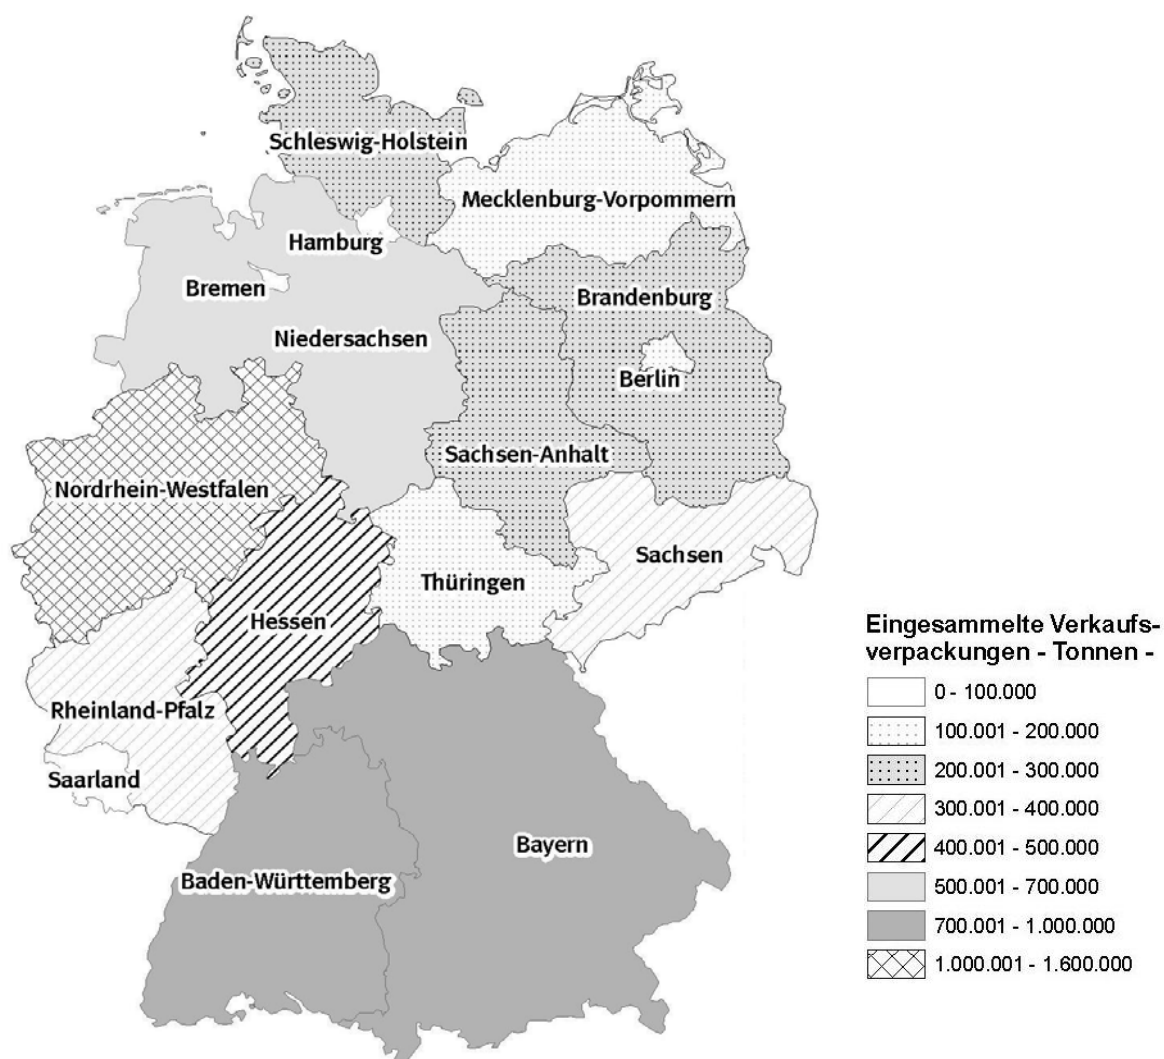 Schleswig-Holstein
Mecklenburg-Vorpommern
Hamburg
Bremen
Brandenburg
Niedersachsen
Berlin
Sachsen-Anhalt
Nordrhein-Westfalen
Sachsen
Thüringen
Hessen
Rheinland-Pfalz
Saarland
Bayern
Baden-Württemberg
Eingesammelte Verkaufs-
verpackungen - Tonnen -
0 - 100.000
100.001 - 200.000
200.001 - 300.000
300.001 - 400.000
400.001 - 500.000
500.001 - 700.000
700.001 - 1.000.000
1.000.001 - 1.600.000